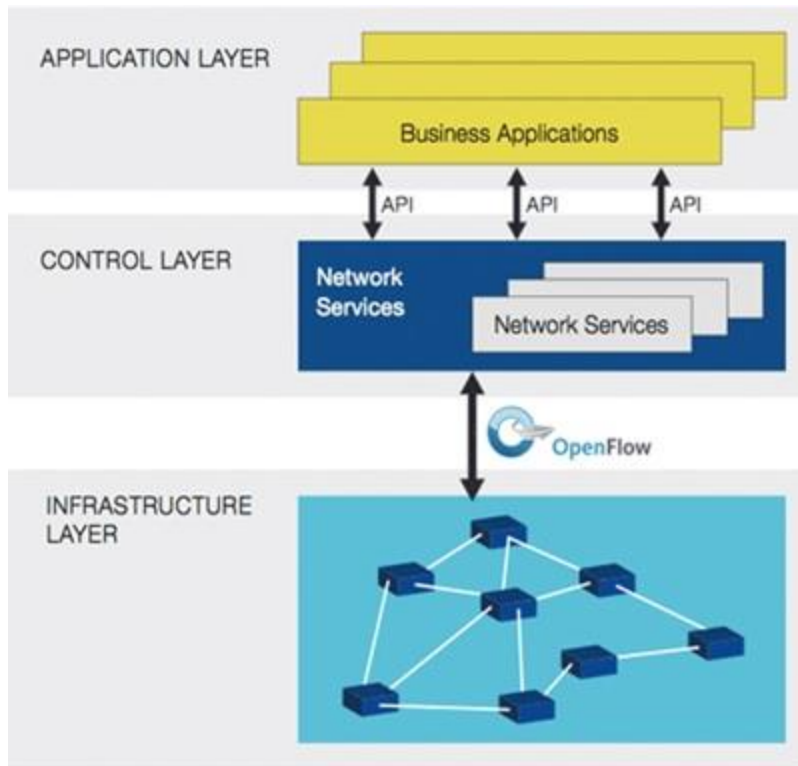 APPLICATION LAYER
Business Applications
API
API
API
CONTROL LAYER
Network
Services
Network Services
OpenFlow
INFRASTRUCTURE
LAYER